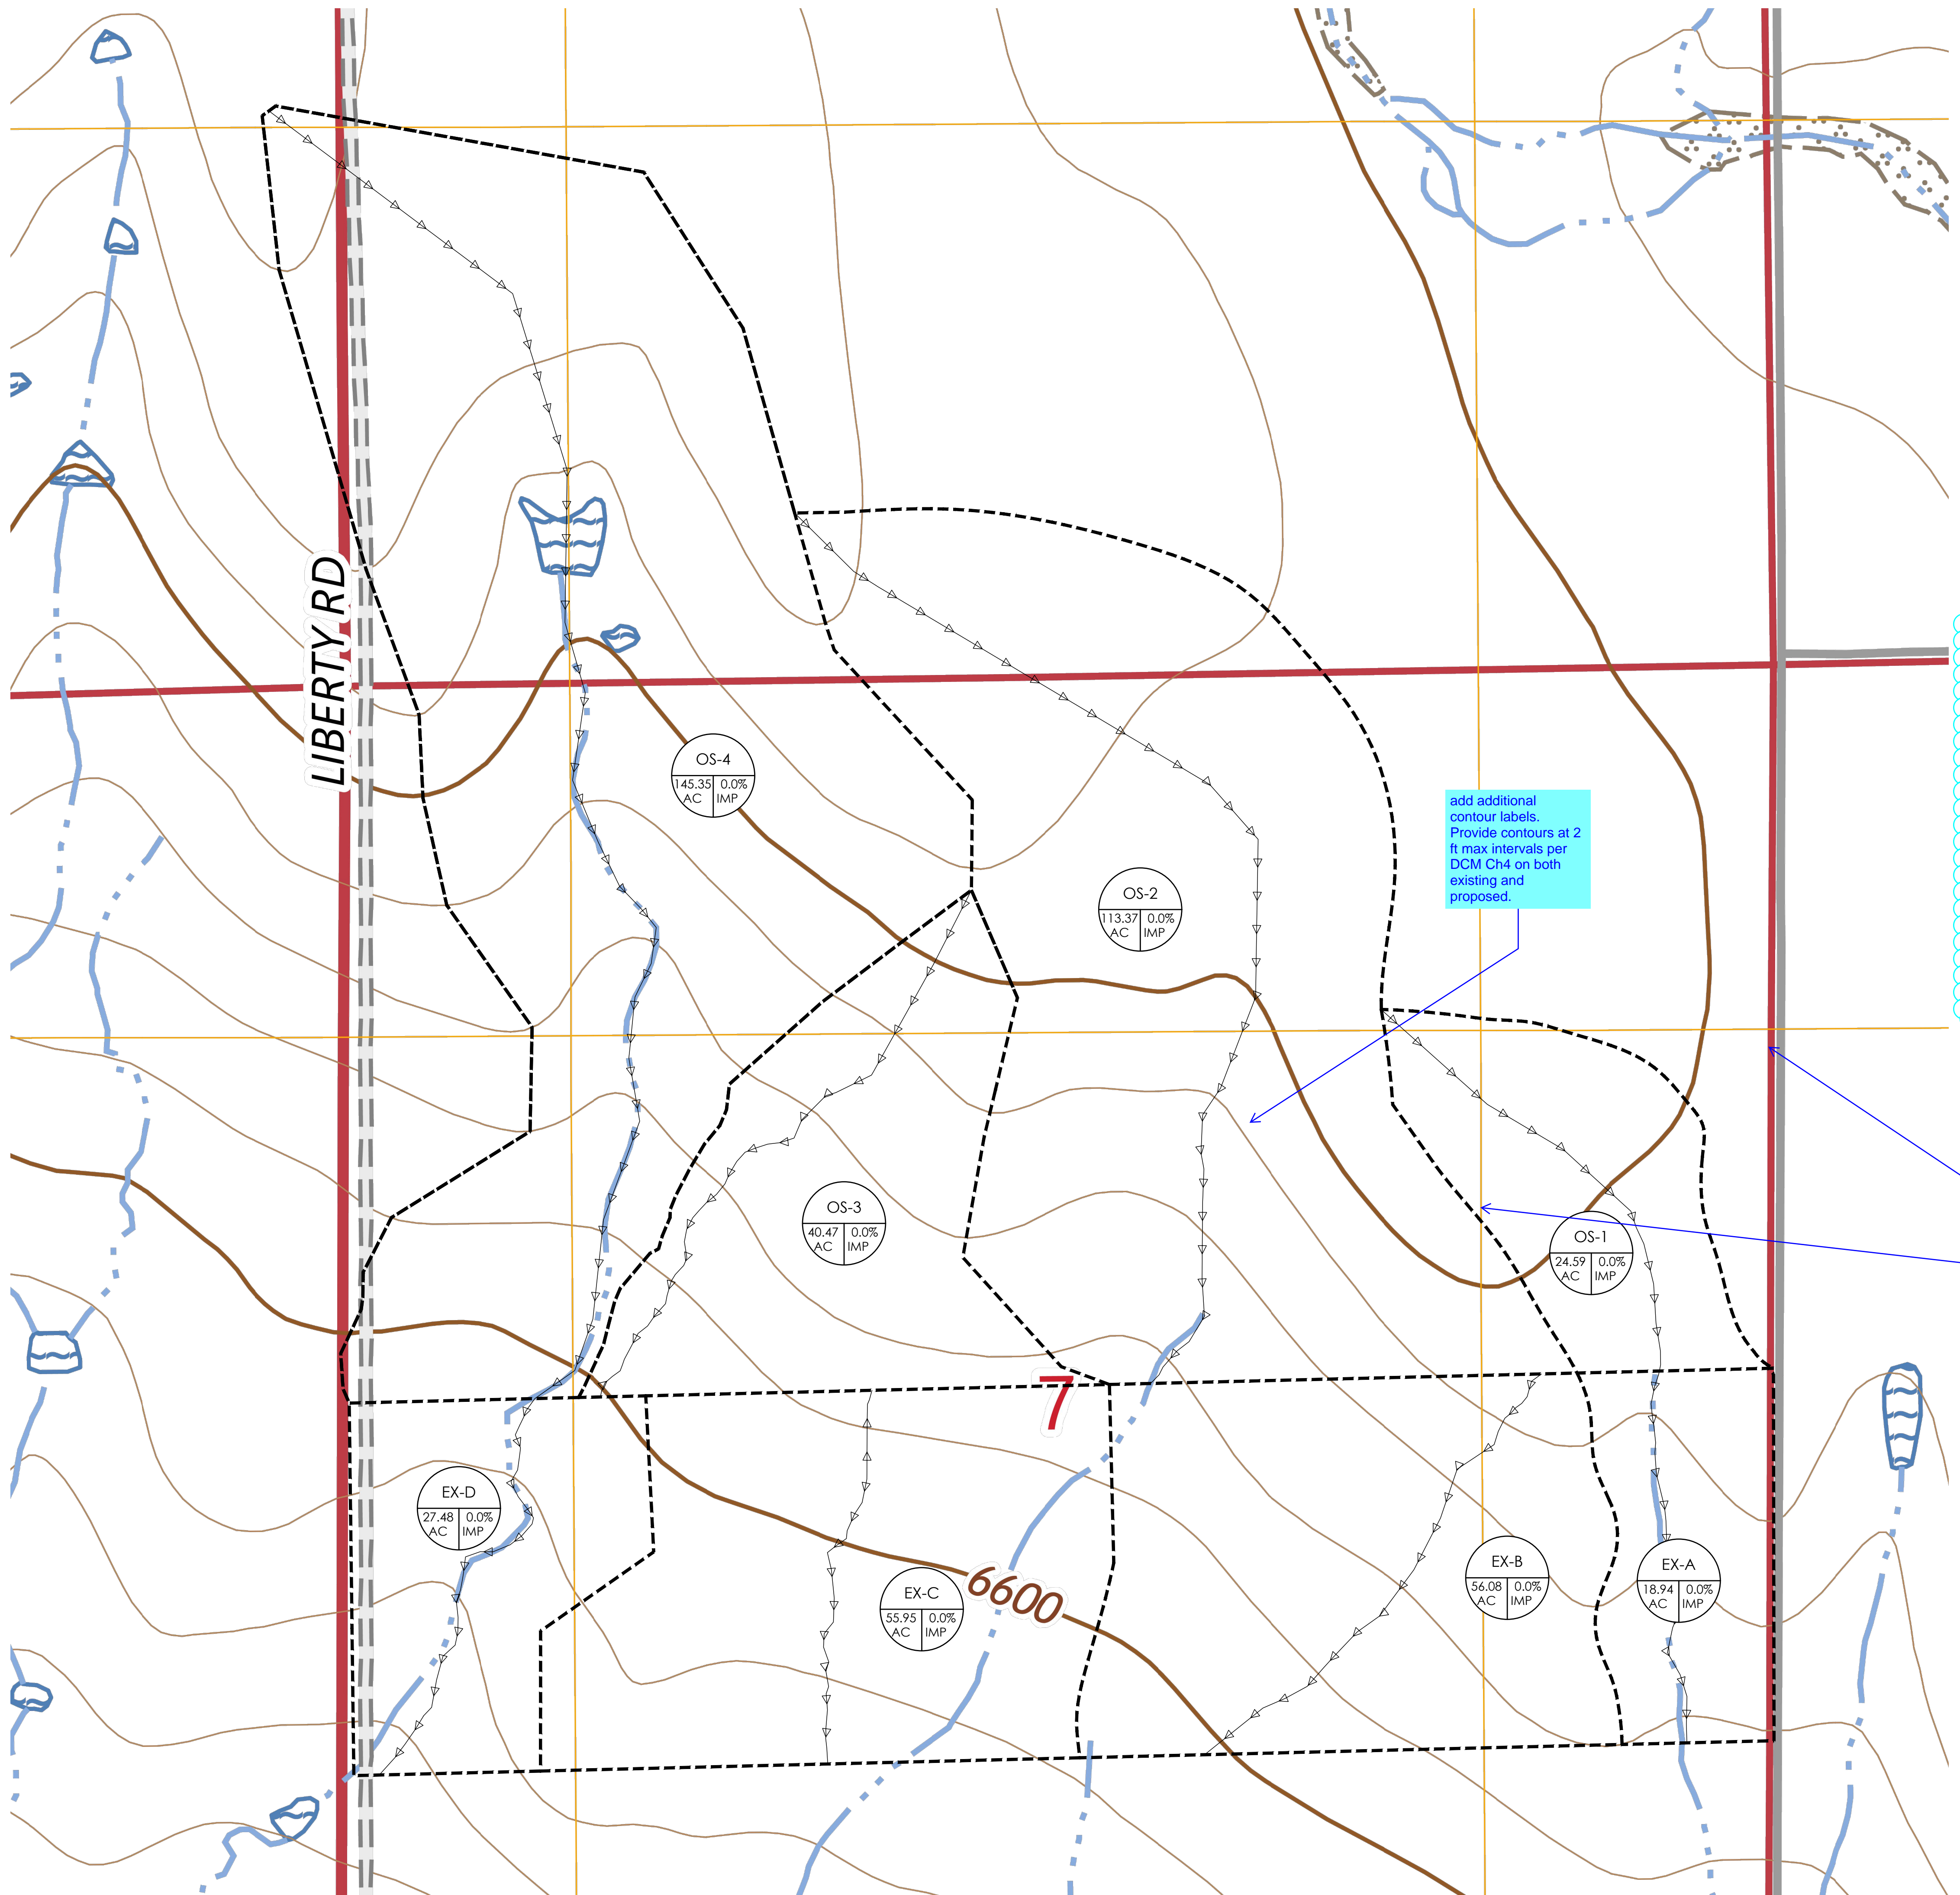 LIBERTY RD
OS-4
145.35 0.0%
AC IMP
add additional
contour labels.
Provide contours at 2
ft max intervals per
DCM Ch4 on both
existing and
proposed.
OS-2
113.37 0.0%
AC IMP
OS-3
40.47 0.0%
AC IMP
OS-1
24.59 0.0%
AC IMP
7
EX-D
27.48 0.0%
AC IMP
EX-C
55.95 0.0%
AC IMP
6600
EX-B
56.08 0.0%
AC IMP
EX-A
18.94 0.0%
AC IMP